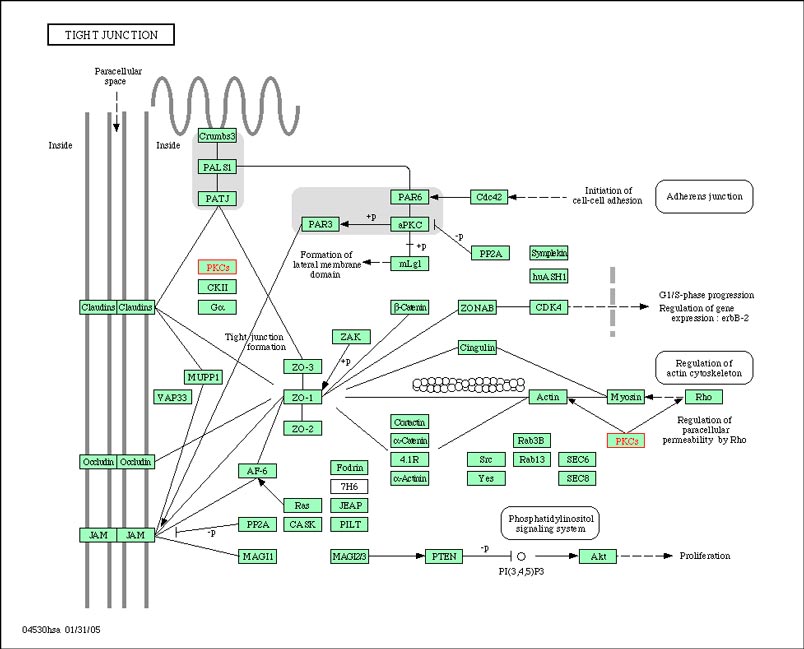 TIGHT JUNCTION
Paracellular
space
Inside
Inside
Crumbs3
PALS1
PATJ
PAR6
Cdc42
Initiation of
cell-cell adhesion
Adherens junction
PAR3
+p
aPKC
-p
PP2A
Symplekin
+p
Formation of
lateral membrane
domain
mLgl
huASH1
PKCs
CKII
Gα
Claudins
Claudins
β-Catenin
ZONAB
CDK4
G1/S-phase progression
Regulation of gene
expression : erbB-2
Tight junction
formation
ZAK
+p
Cingulin
ZO-3
ZO-1
ZO-2
MUPP1
VAP33
Actin
Myosin
Rho
Regulation of
actin cytoskeleton
Regulation of
paracellular
permeability by Rho
PKCs
Cortactin
α-Catenin
4.1R
α-Actinin
Rab3B
Rab13
Src
Yes
SEC6
SEC8
Occludin
Occludin
AF-6
Fodrin
7H6
JEAP
PILT
Ras
CASK
PP2A
-p
JAM
JAM
MAGI1
MAGI2/3
PTEN
-p
PI(3,4,5)P3
Phosphatidylinositol
signaling system
Akt
Proliferation
04530hsa 01/31/05